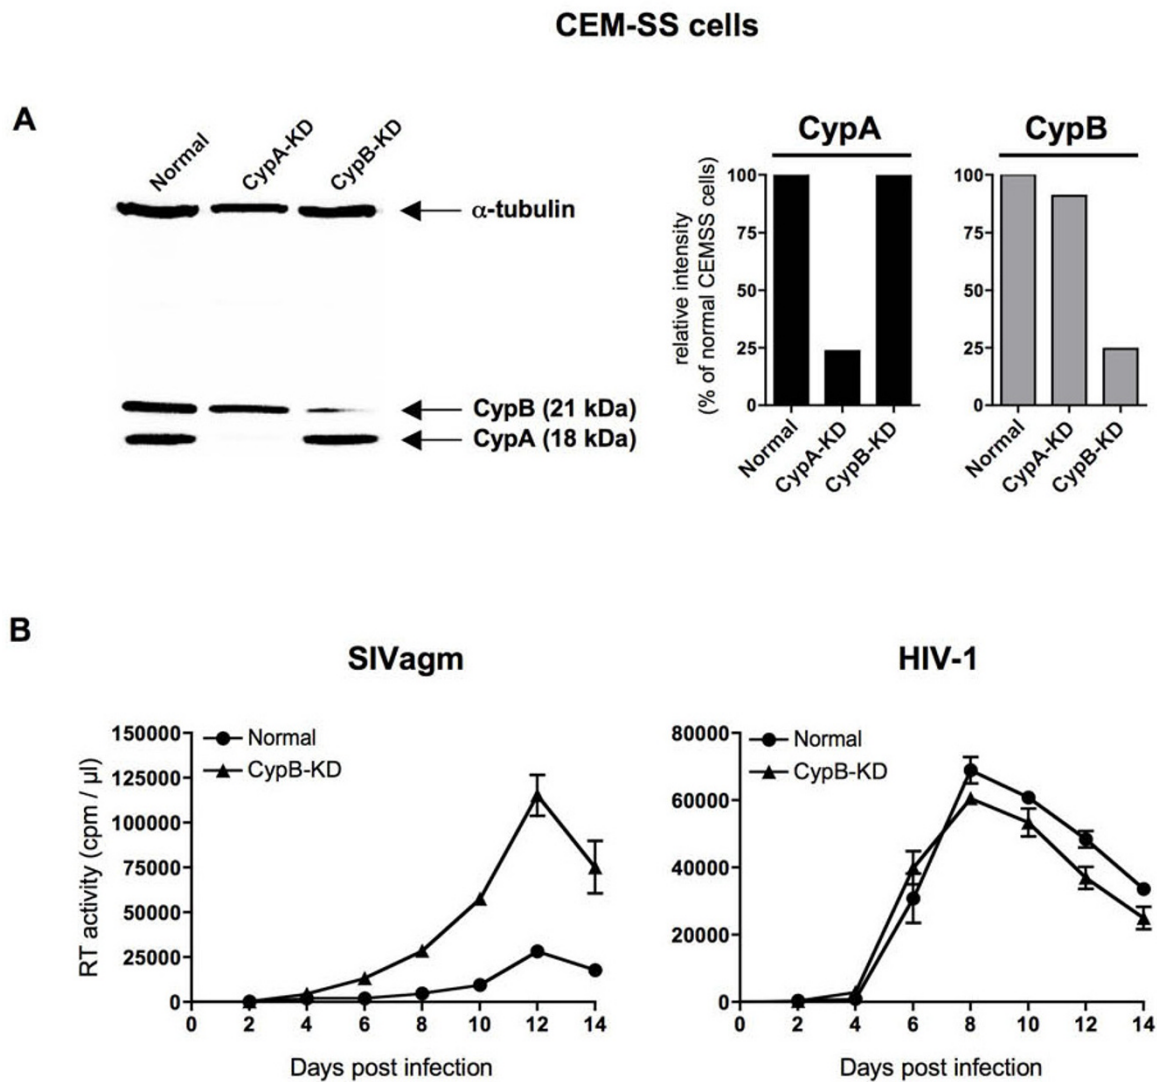 CEM-SS cells
A
Normal
CypA-KD
CypB-KD
α-tubulin
CypB (21 kDa)
CypA (18 kDa)
CypA
relative intensity
(% of normal CEMSS cells)
100
75
50
25
0
Normal
CypA-KD
CypB-KD
CypB
100
75
50
25
0
Normal
CypA-KD
CypB-KD
B
SIVagm
RT activity (cpm / µl)
150000
125000
100000
75000
50000
25000
0
Normal
CypB-KD
0 2 4 6 8 10 12 14
Days post infection
HIV-1
80000
60000
40000
20000
0
Normal
CypB-KD
0 2 4 6 8 10 12 14
Days post infection